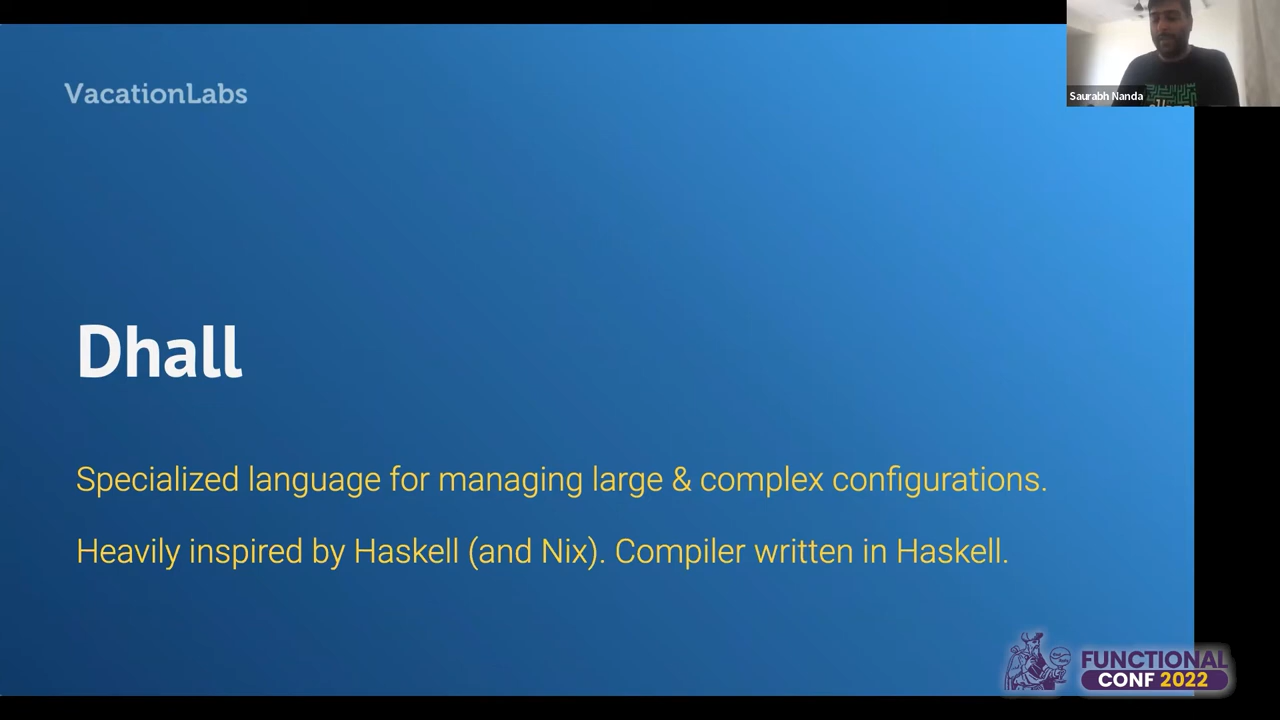 VacationLabs
Saurabh Nanda
Dhall
Specialized language for managing large & complex configurations.
Heavily inspired by Haskell (and Nix). Compiler written in Haskell.
FUNCTIONAL
CONF 2022